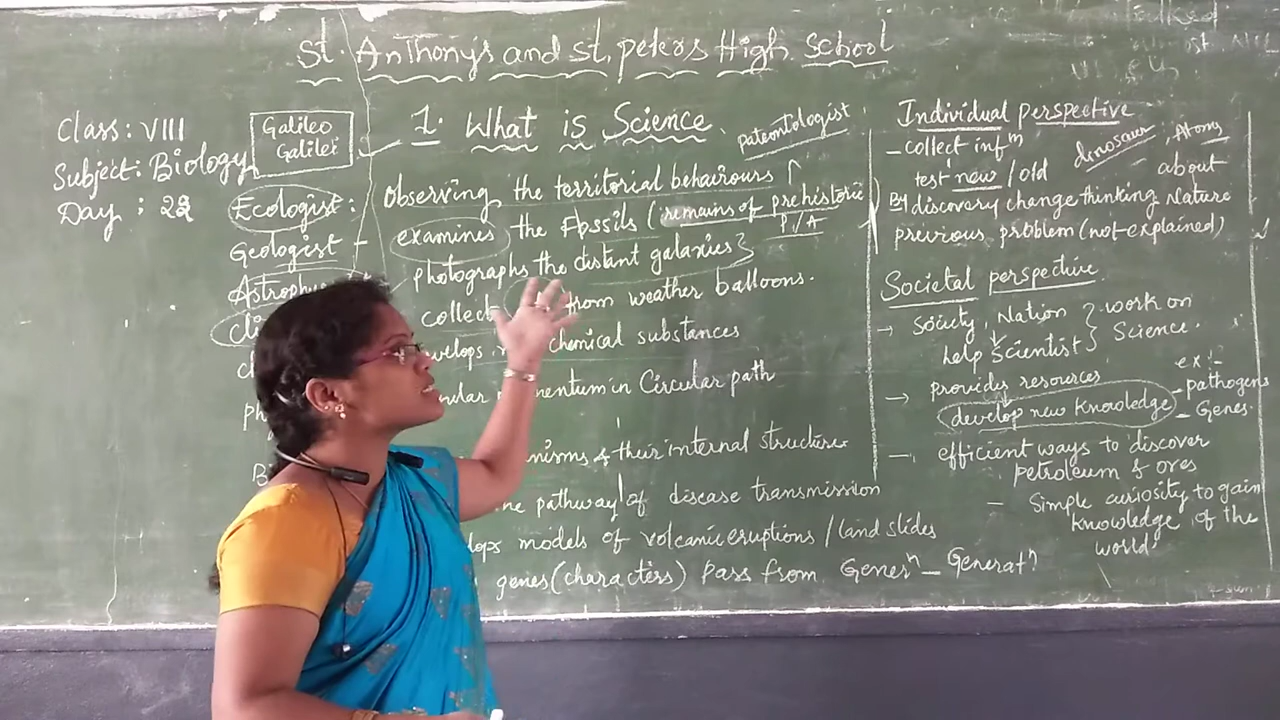 St. Anthony's and St. peters High School
Class: VIII
Subject: Biology
Day : 22
Galileo
Galilei
1. What is Science
pateontologist
Ecologist: Observing the territorial behaviours
Geologist - examines the Fossils (remains of prehistoric P/A
photographs the distant galaxies
collect from weather balloons.
chemical substances
in Circular path
& their internal structure
pathway of disease transmission
models of volcanic eruptions / land slides
genes (characters) Pass from Generⁿ - Generatⁿ
Individual perspective
- collect infᵐ dinosaur, Atoms
test new / old about
By discovery change thinking Nature
previous problem (not explained)
Societal perspective
→ Society, Nation } work on
help Scientist } Science.
→ provides resources ex:-
develop new knowledge - pathogens
- Genes.
efficient ways to discover
petroleum & ores
- Simple curiosity to gain
knowledge of the
world